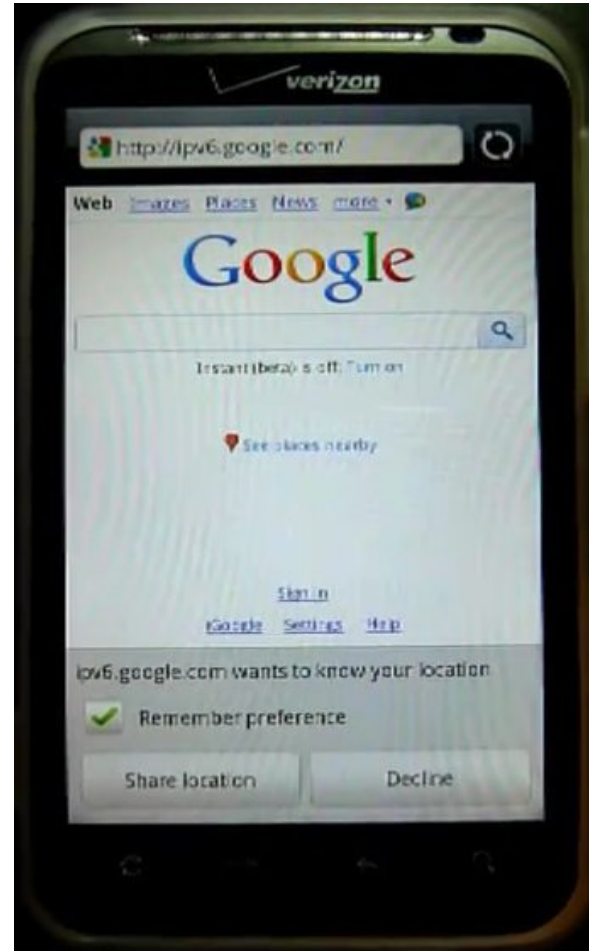 verizon
http://ipv6.google.com/
Web Images Places News more
Google
Instant (beta) is off: Turn on
See places nearby
Sign in
iGoogle Settings Help
ipv6.google.com wants to know your location
Remember preference
Share location Decline